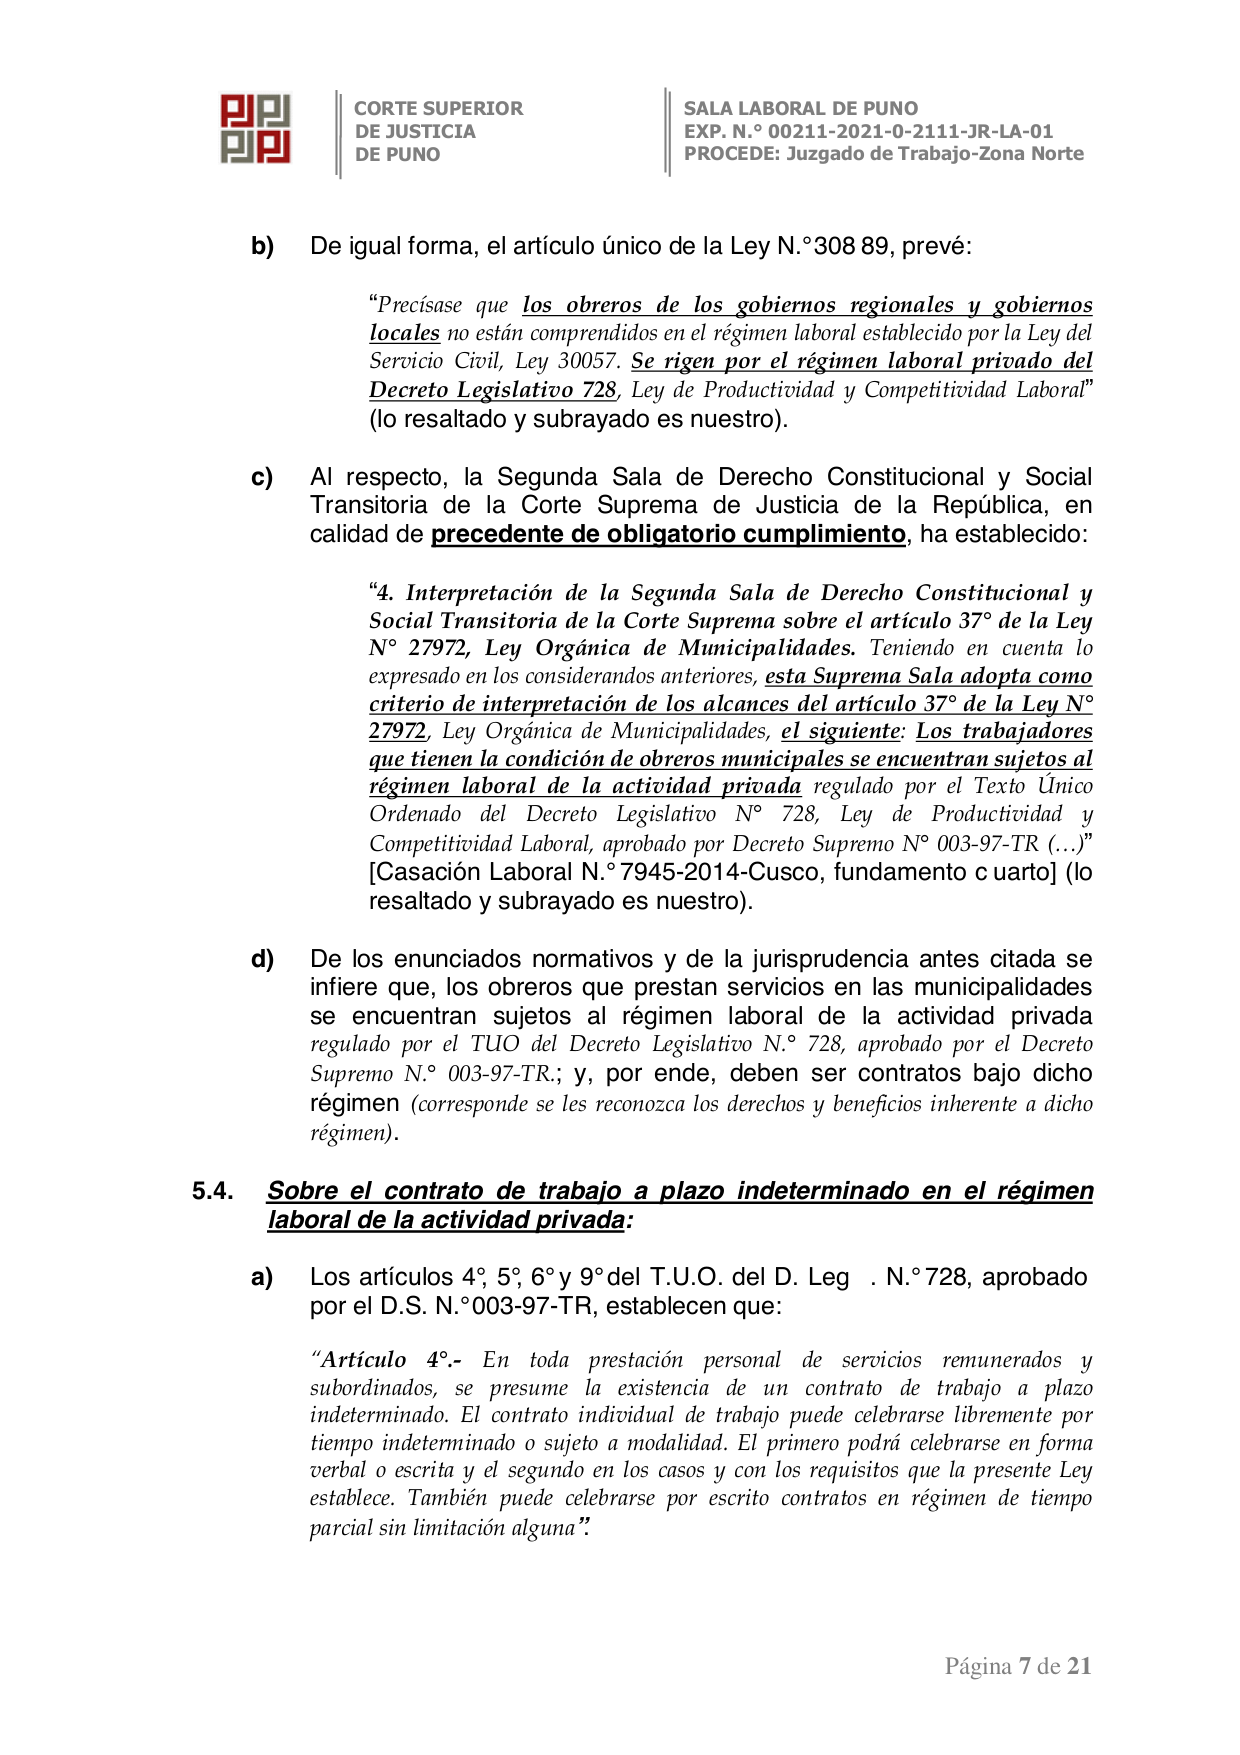 CORTE SUPERIOR
DE JUSTICIA
DE PUNO
SALA LABORAL DE PUNO
EXP. N.° 00211-2021-0-2111-JR-LA-01
PROCEDE: Juzgado de Trabajo-Zona Norte
b) De igual forma, el artículo único de la Ley N.°308 89, prevé:
“Precísase que los obreros de los gobiernos regionales y gobiernos
locales no están comprendidos en el régimen laboral establecido por la Ley del
Servicio Civil, Ley 30057. Se rigen por el régimen laboral privado del
Decreto Legislativo 728, Ley de Productividad y Competitividad Laboral”
(lo resaltado y subrayado es nuestro).
c) Al respecto, la Segunda Sala de Derecho Constitucional y Social
Transitoria de la Corte Suprema de Justicia de la República, en
calidad de precedente de obligatorio cumplimiento, ha establecido:
“4. Interpretación de la Segunda Sala de Derecho Constitucional y
Social Transitoria de la Corte Suprema sobre el artículo 37° de la Ley
N° 27972, Ley Orgánica de Municipalidades. Teniendo en cuenta lo
expresado en los considerandos anteriores, esta Suprema Sala adopta como
criterio de interpretación de los alcances del artículo 37° de la Ley N°
27972, Ley Orgánica de Municipalidades, el siguiente: Los trabajadores
que tienen la condición de obreros municipales se encuentran sujetos al
régimen laboral de la actividad privada regulado por el Texto Único
Ordenado del Decreto Legislativo N° 728, Ley de Productividad y
Competitividad Laboral, aprobado por Decreto Supremo N° 003-97-TR (…)”
[Casación Laboral N.°7945-2014-Cusco, fundamento c uarto] (lo
resaltado y subrayado es nuestro).
d) De los enunciados normativos y de la jurisprudencia antes citada se
infiere que, los obreros que prestan servicios en las municipalidades
se encuentran sujetos al régimen laboral de la actividad privada
regulado por el TUO del Decreto Legislativo N.° 728, aprobado por el Decreto
Supremo N.° 003-97-TR.; y, por ende, deben ser contratos bajo dicho
régimen (corresponde se les reconozca los derechos y beneficios inherente a dicho
régimen).
5.4. Sobre el contrato de trabajo a plazo indeterminado en el régimen
laboral de la actividad privada:
a) Los artículos 4°, 5°, 6°y 9°del T.U.O. del D. Leg . N.°728, aprobado
por el D.S. N.°003-97-TR, establecen que:
“Artículo 4°.- En toda prestación personal de servicios remunerados y
subordinados, se presume la existencia de un contrato de trabajo a plazo
indeterminado. El contrato individual de trabajo puede celebrarse libremente por
tiempo indeterminado o sujeto a modalidad. El primero podrá celebrarse en forma
verbal o escrita y el segundo en los casos y con los requisitos que la presente Ley
establece. También puede celebrarse por escrito contratos en régimen de tiempo
parcial sin limitación alguna”.
Página 7 de 21